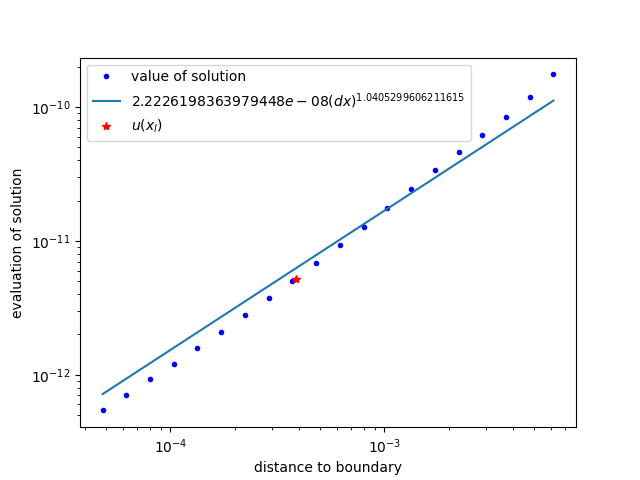 value of solution
2.2226198363979448e − 08(dx)^1.0405299606211615
u(x_l)
10^−10
10^−11
10^−12
evaluation of solution
10^−4
10^−3
distance to boundary